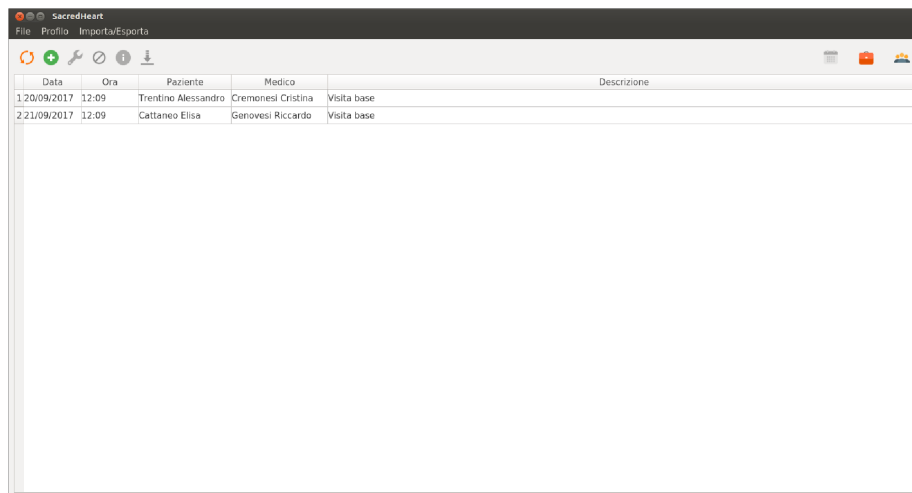 SacredHeart
File Profilo Importa/Esporta
Data Ora Paziente Medico Descrizione
1 20/09/2017 12:09 Trentino Alessandro Cremonesi Cristina Visita base
2 21/09/2017 12:09 Cattaneo Elisa Genovesi Riccardo Visita base